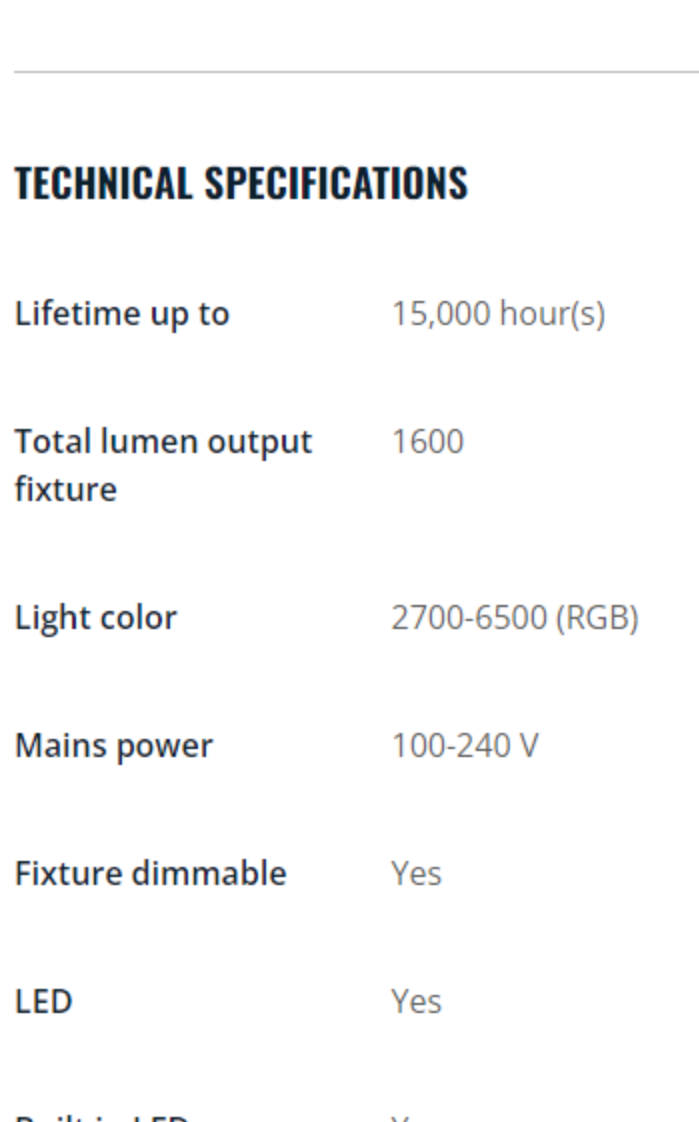 TECHNICAL SPECIFICATIONS
Lifetime up to 15,000 hour(s)
Total lumen output 1600
fixture
Light color 2700-6500 (RGB)
Mains power 100-240 V
Fixture dimmable Yes
LED Yes